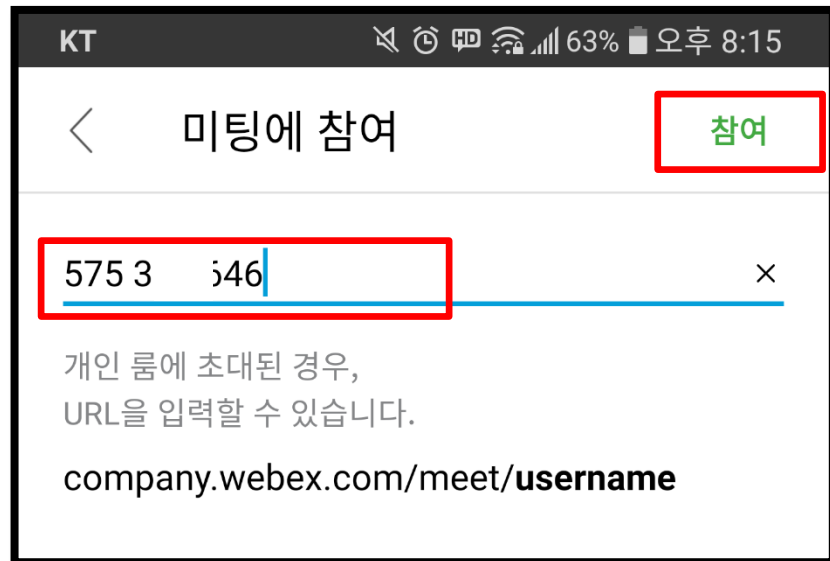 KT 63% 오후 8:15
미팅에 참여 참여
575 3 646
개인 룸에 초대된 경우,
URL을 입력할 수 있습니다.
company.webex.com/meet/username